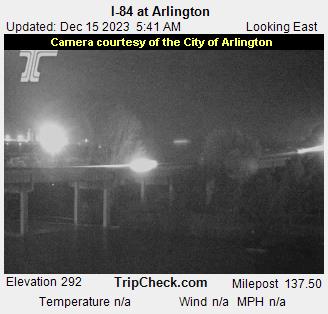 I-84 at Arlington
Updated: Dec 15 2023 5:41 AM Looking East
Camera courtesy of the City of Arlington
Elevation 292 TripCheck.com Milepost 137.50
Temperature n/a Wind n/a MPH n/a